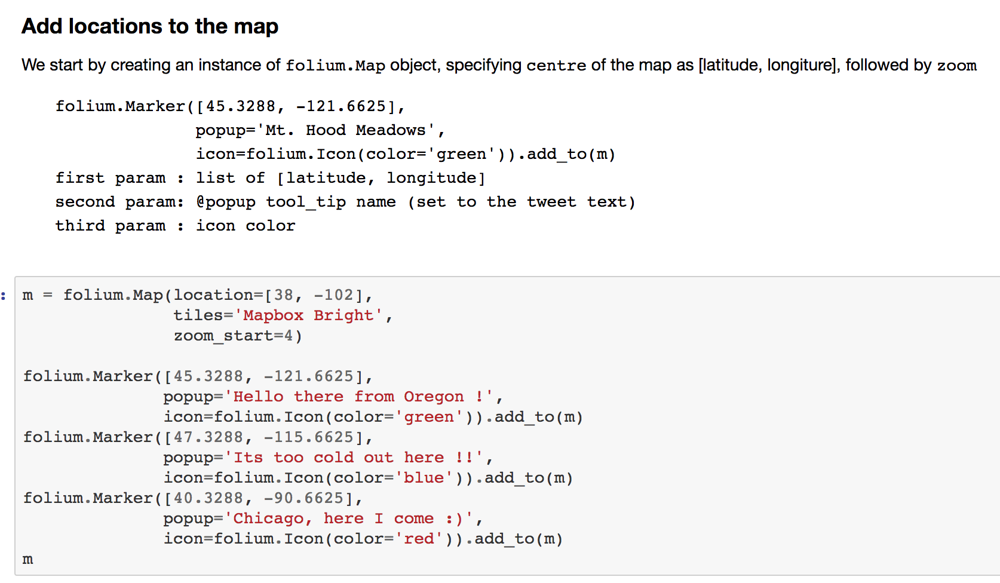 Add locations to the map
We start by creating an instance of folium.Map object, specifying centre of the map as [latitude, longiture], followed by zoom
folium.Marker([45.3288, -121.6625],
popup='Mt. Hood Meadows',
icon=folium.Icon(color='green')).add_to(m)
first param : list of [latitude, longitude]
second param: @popup tool_tip name (set to the tweet text)
third param : icon color
: m = folium.Map(location=[38, -102],
tiles='Mapbox Bright',
zoom_start=4)
folium.Marker([45.3288, -121.6625],
popup='Hello there from Oregon !',
icon=folium.Icon(color='green')).add_to(m)
folium.Marker([47.3288, -115.6625],
popup='Its too cold out here !!',
icon=folium.Icon(color='blue')).add_to(m)
folium.Marker([40.3288, -90.6625],
popup='Chicago, here I come :)',
icon=folium.Icon(color='red')).add_to(m)
m